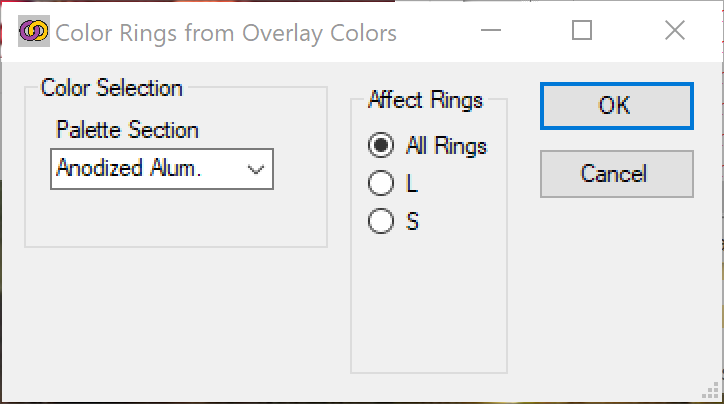 Color Rings from Overlay Colors
Color Selection
Palette Section
Anodized Alum.
Affect Rings
All Rings
L
S
OK
Cancel